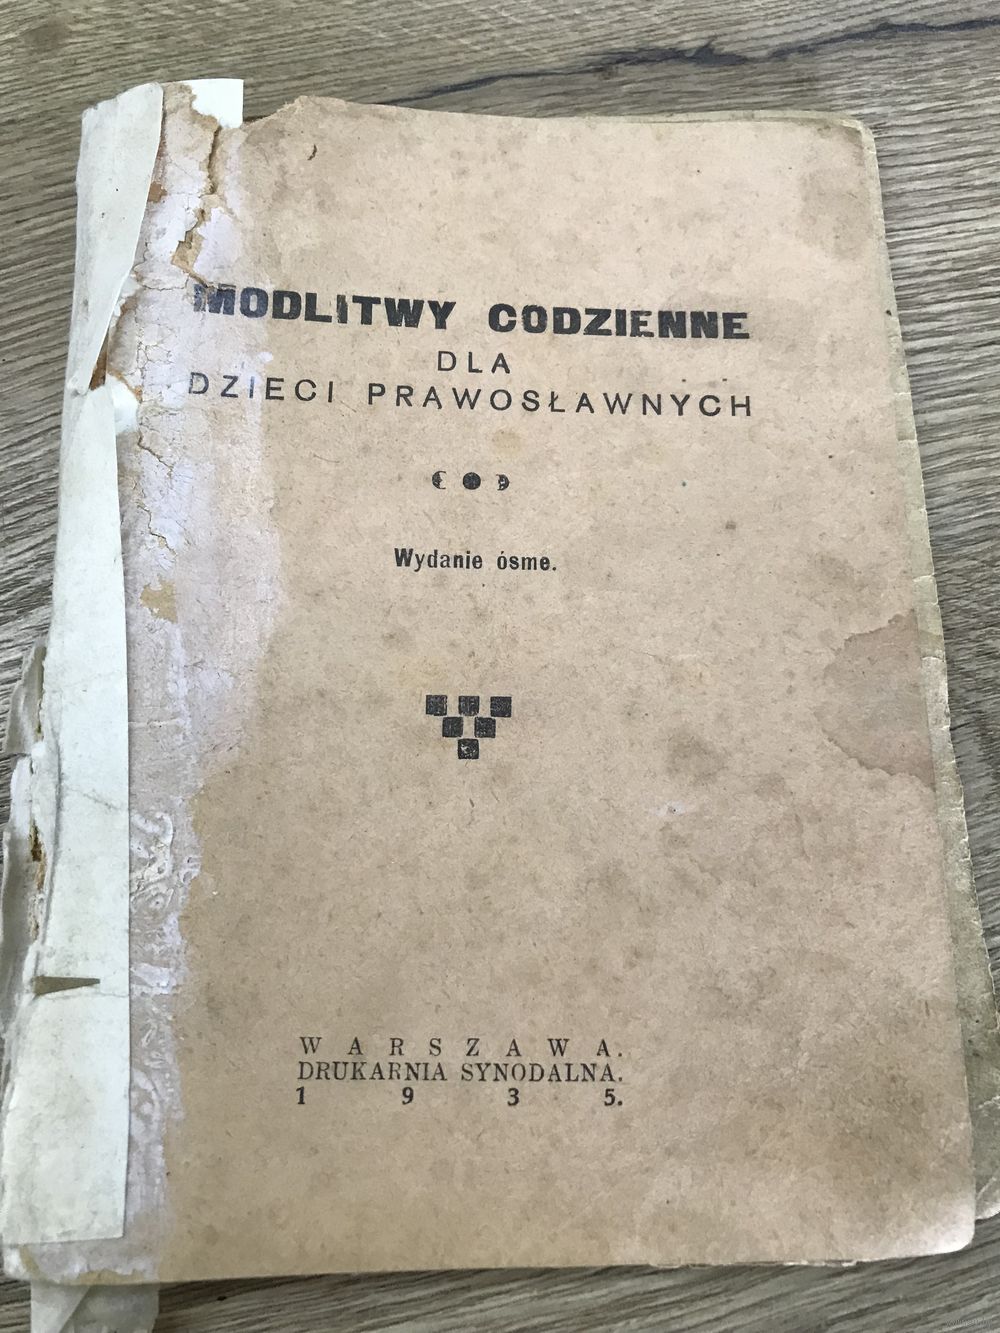 MODLITWY CODZIENNE
DLA
DZIECI PRAWOSŁAWNYCH
Wydanie ósme.
WARSZAWA.
DRUKARNIA SYNODALNA.
1935.